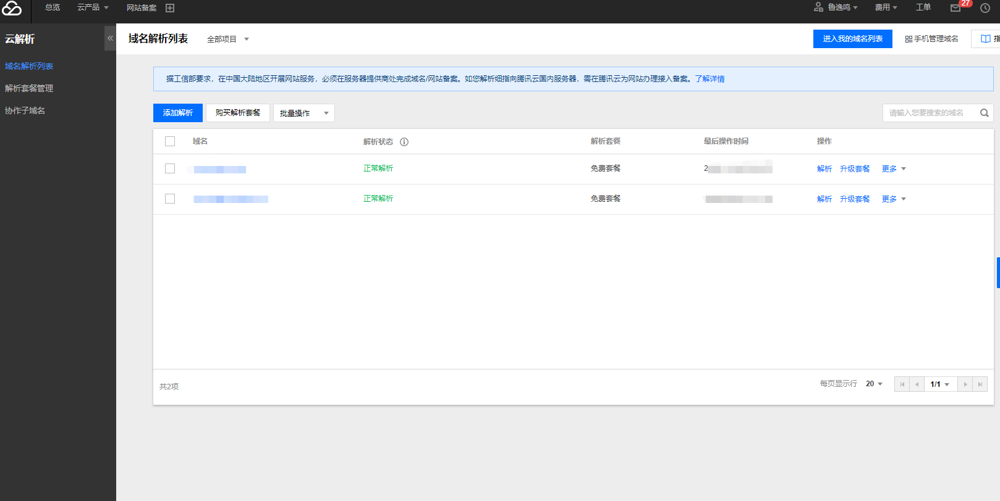 总览 云产品 网站备案 鲁逸鸣 费用 工单 27
云解析
域名解析列表
解析套餐管理
协作子域名
域名解析列表 全部项目 进入我的域名列表 手机管理域名
据工信部要求，在中国大陆地区开展网站服务，必须在服务器提供商处完成域名/网站备案。如您解析细指向腾讯云国内服务器，需在腾讯云为网站办理接入备案。了解详情
添加解析 购买解析套餐 批量操作 请输入您要搜索的域名
域名 解析状态 解析套餐 最后操作时间 操作
正常解析 免费套餐 2 解析 升级套餐 更多
正常解析 免费套餐 解析 升级套餐 更多
共2项 每页显示行 20 1/1